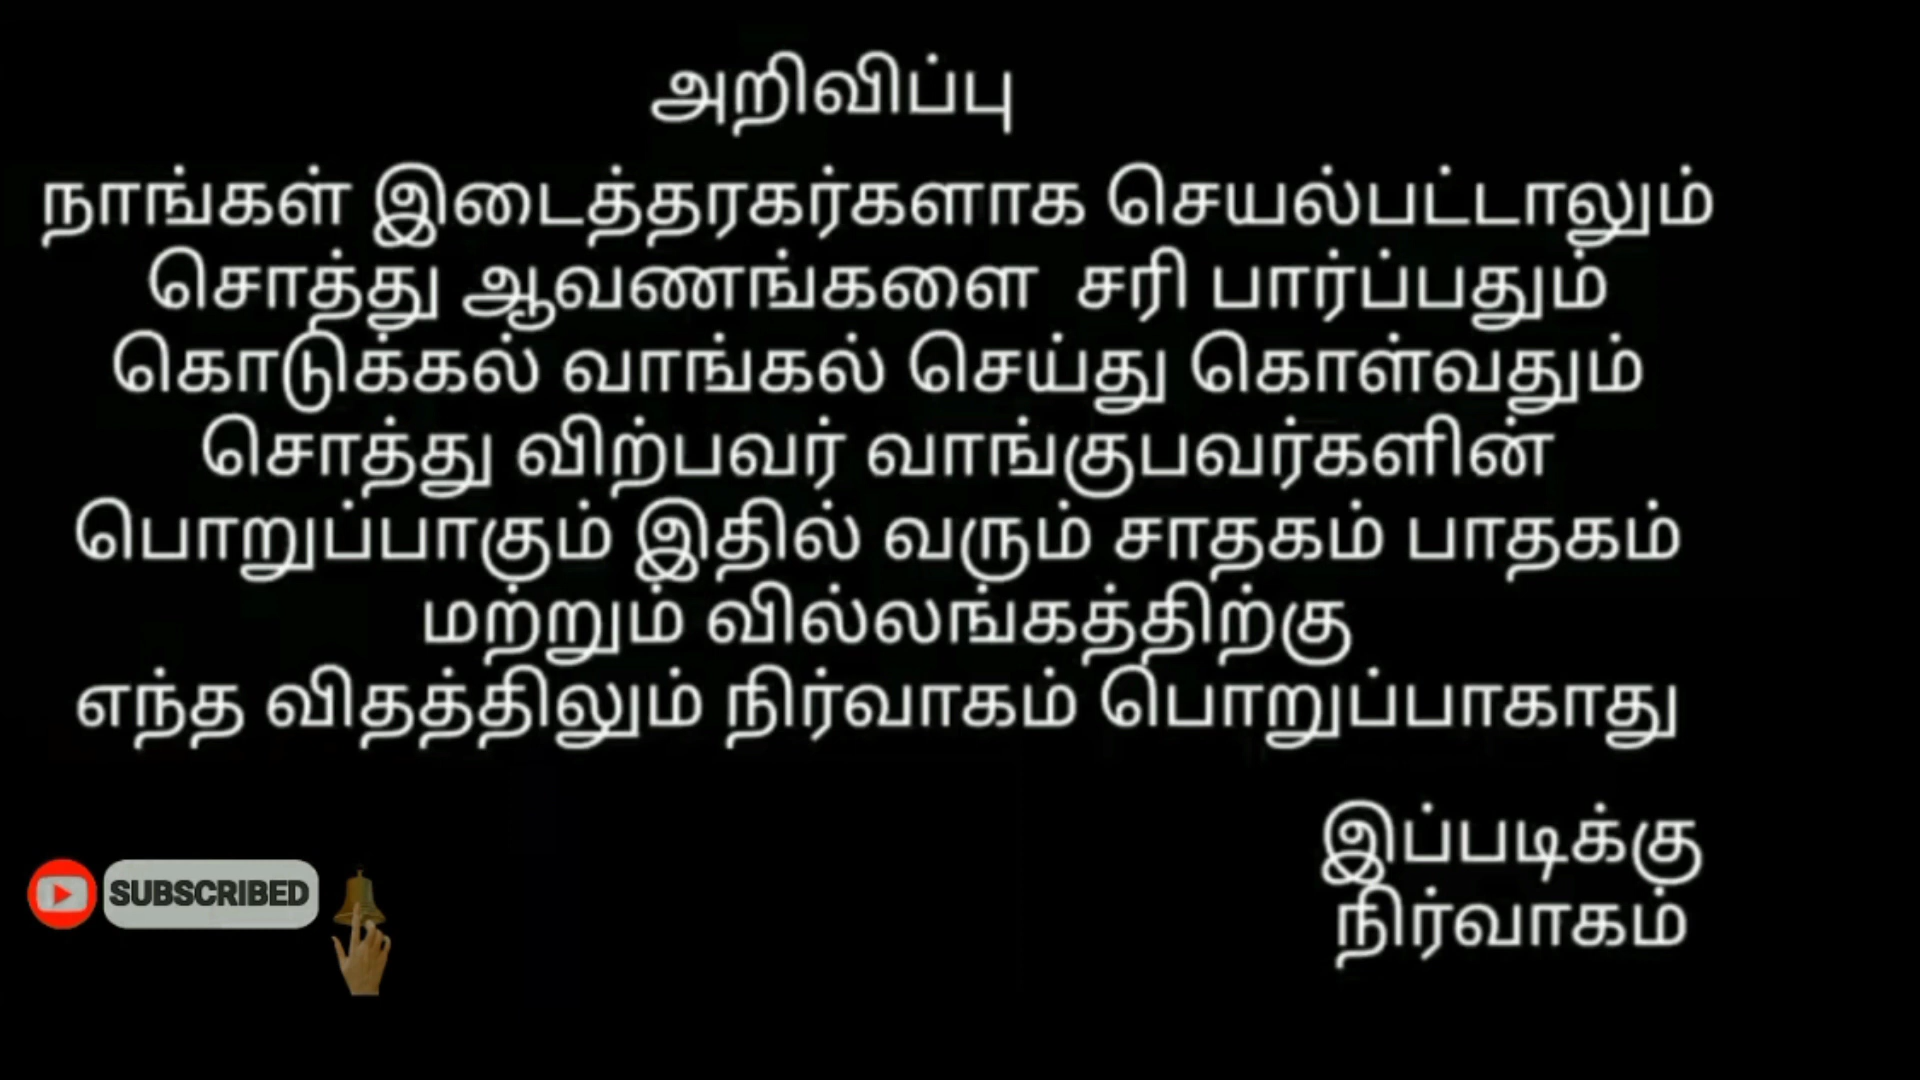 அறிவிப்பு
நாங்கள் இடைத்தரகர்களாக செயல்பட்டாலும்
சொத்து ஆவணங்களை சரி பார்ப்பதும்
கொடுக்கல் வாங்கல் செய்து கொள்வதும்
சொத்து விற்பவர் வாங்குபவர்களின்
பொறுப்பாகும் இதில் வரும் சாதகம் பாதகம்
மற்றும் வில்லங்கத்திற்கு
எந்த விதத்திலும் நிர்வாகம் பொறுப்பாகாது
இப்படிக்கு
நிர்வாகம்
SUBSCRIBED